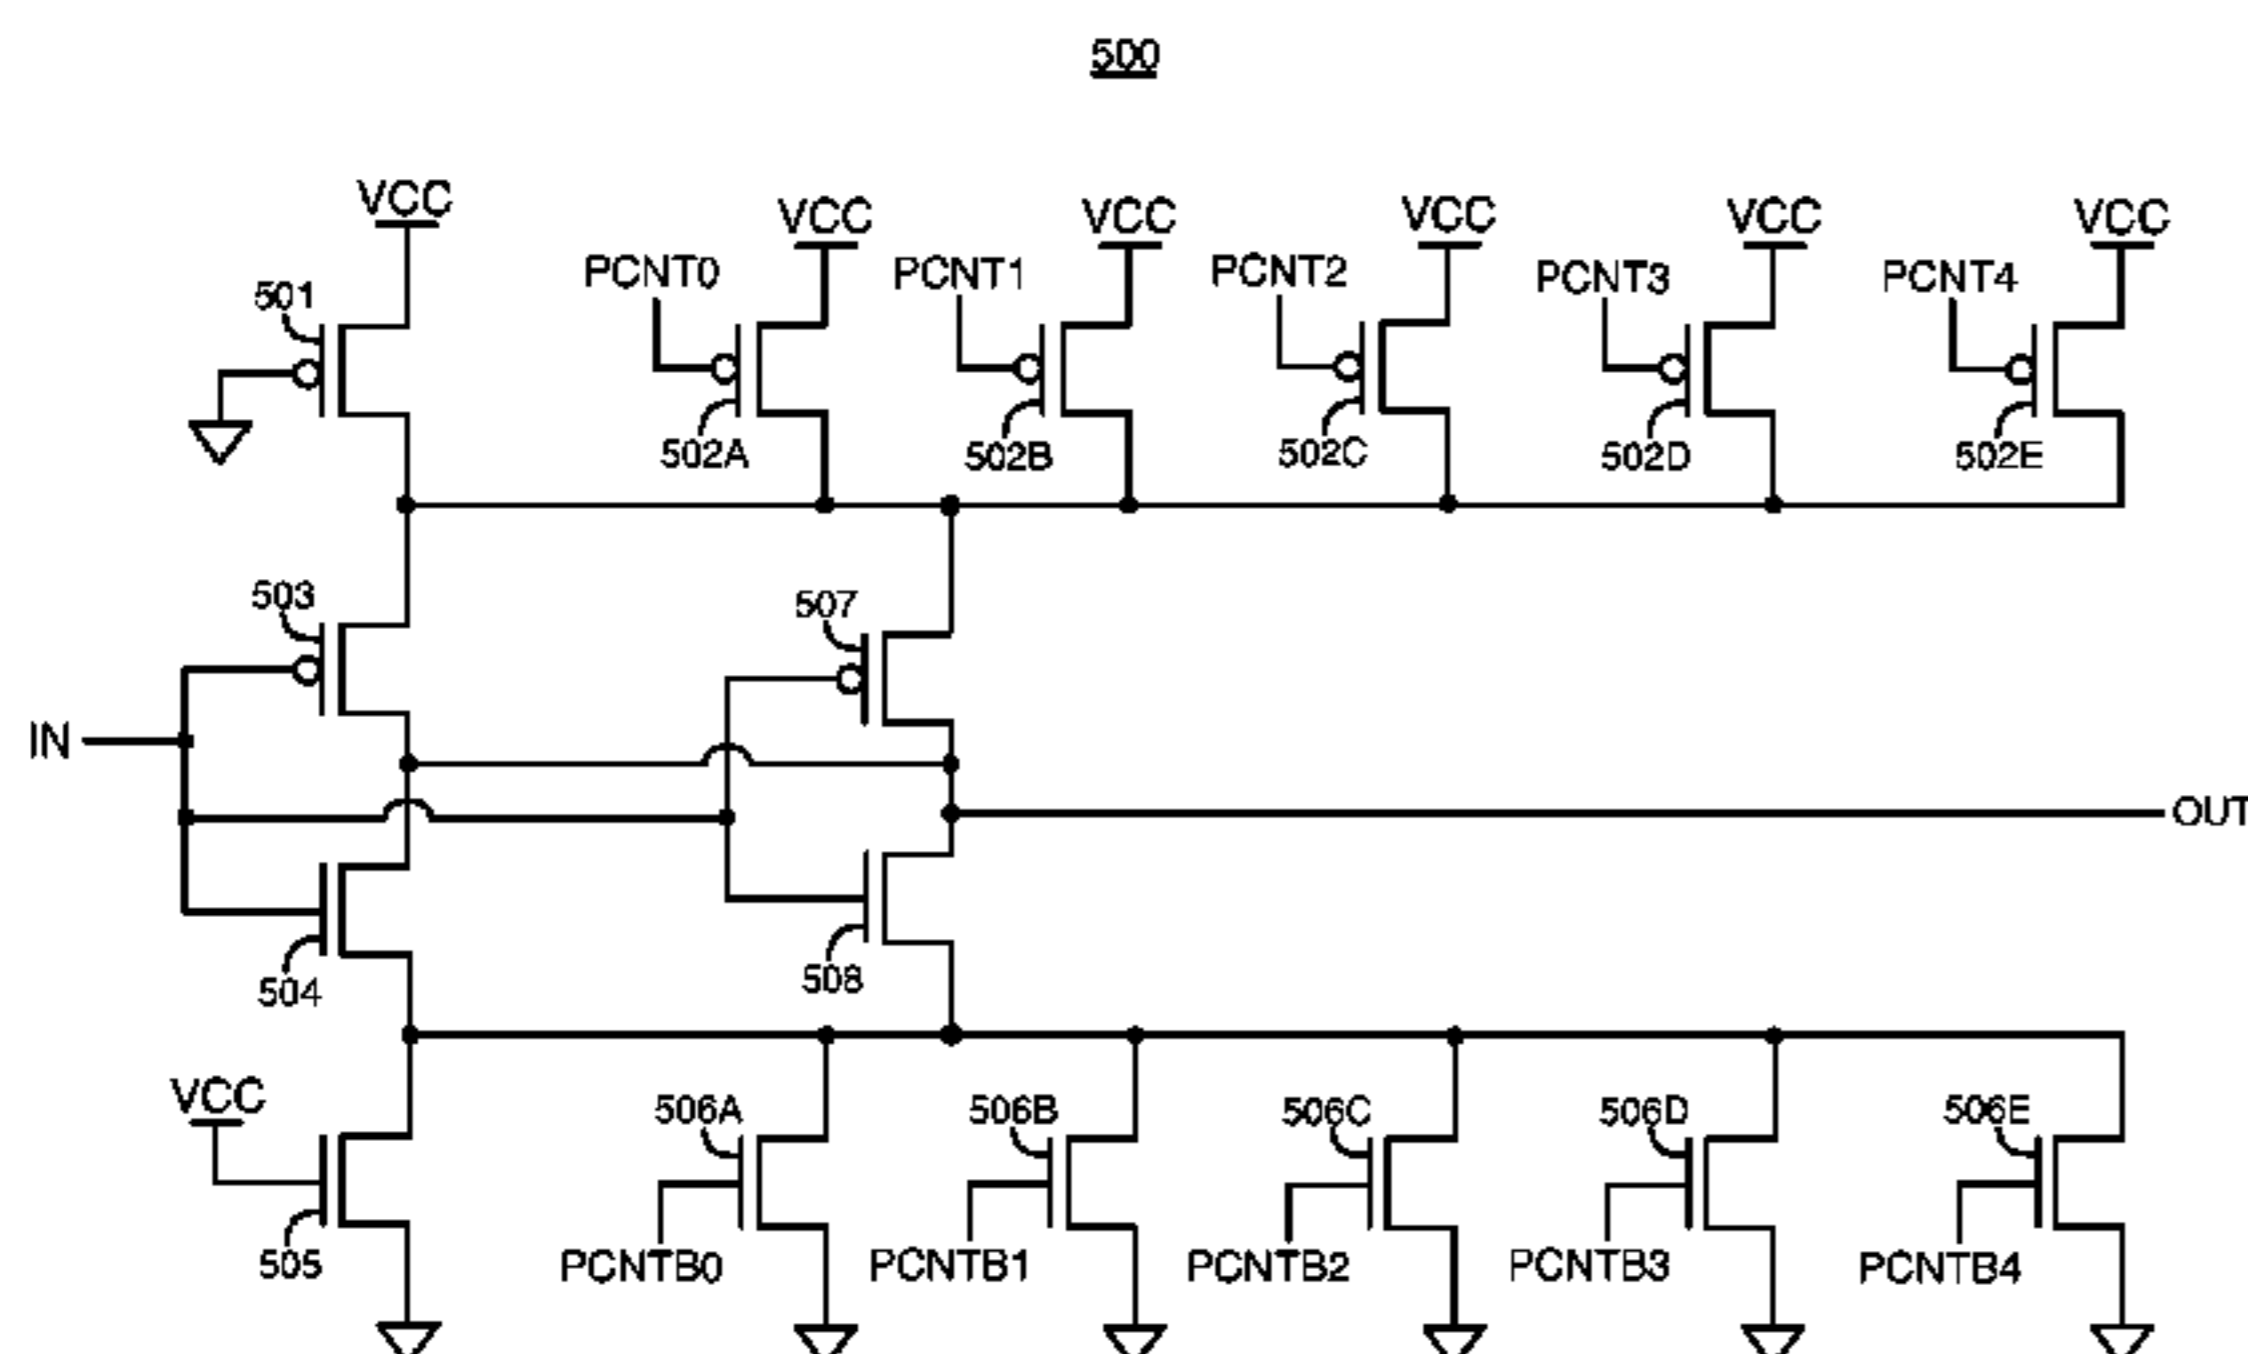 500
VCC
VCC
VCC
VCC
VCC
VCC
PCNT0
PCNT1
PCNT2
PCNT3
PCNT4
501
502A
502B
502C
502D
502E
503
507
IN
OUT
504
508
VCC
506A
506B
506C
506D
506E
505
PCNTB0
PCNTB1
PCNTB2
PCNTB3
PCNTB4